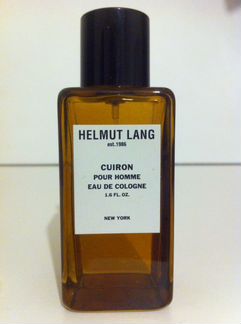 HELMUT LANG
est.1986
CUIRON
POUR HOMME
EAU DE COLOGNE
1.6 FL. OZ.
NEW YORK